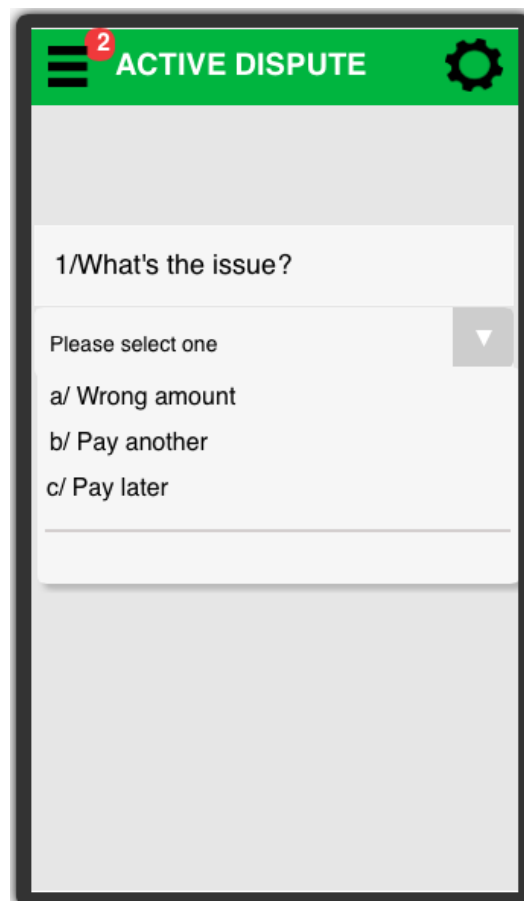 2
ACTIVE DISPUTE
1/What's the issue?
Please select one
a/ Wrong amount
b/ Pay another
c/ Pay later